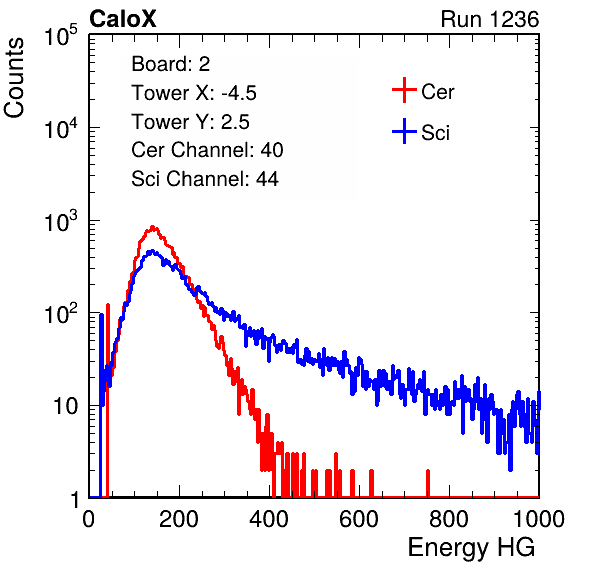 CaloX Run 1236
Counts
10^5
10^4
10^3
10^2
10
1
Board: 2
Tower X: -4.5
Tower Y: 2.5
Cer Channel: 40
Sci Channel: 44
Cer
Sci
0 200 400 600 800 1000
Energy HG